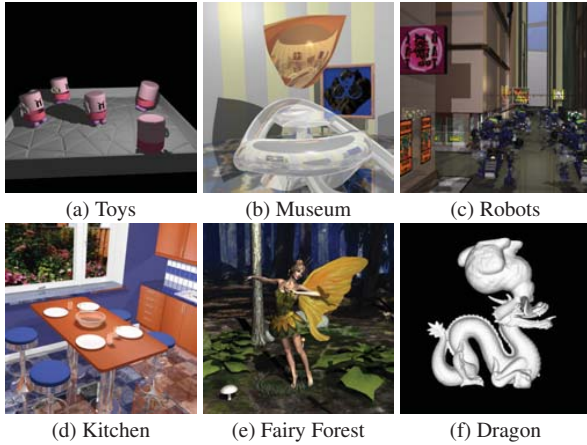 (a) Toys
(b) Museum
(c) Robots
(d) Kitchen
(e) Fairy Forest
(f) Dragon